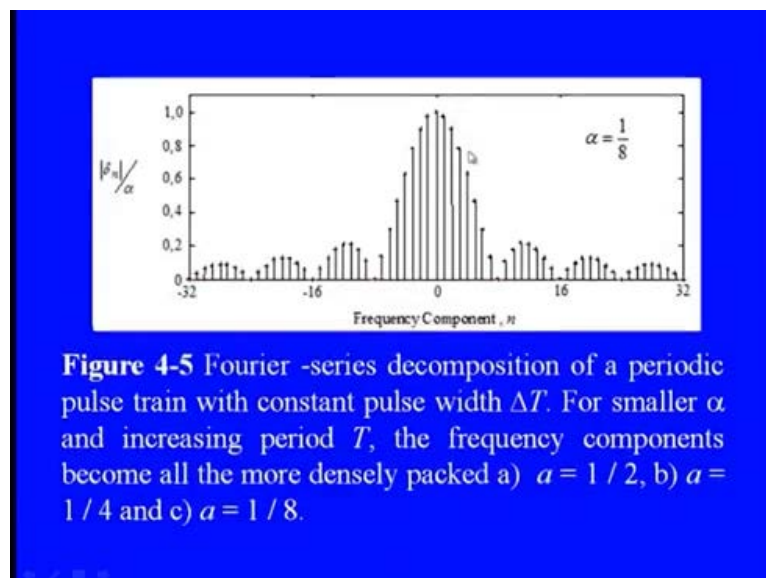 1,0
α = 1/8
0,8
0,6
0,4
0,2
0
-32 -16 0 16 32
Frequency Component , n
Figure 4-5 Fourier -series decomposition of a periodic
pulse train with constant pulse width ΔT. For smaller α
and increasing period T, the frequency components
become all the more densely packed a) a = 1 / 2, b) a =
1 / 4 and c) a = 1 / 8.